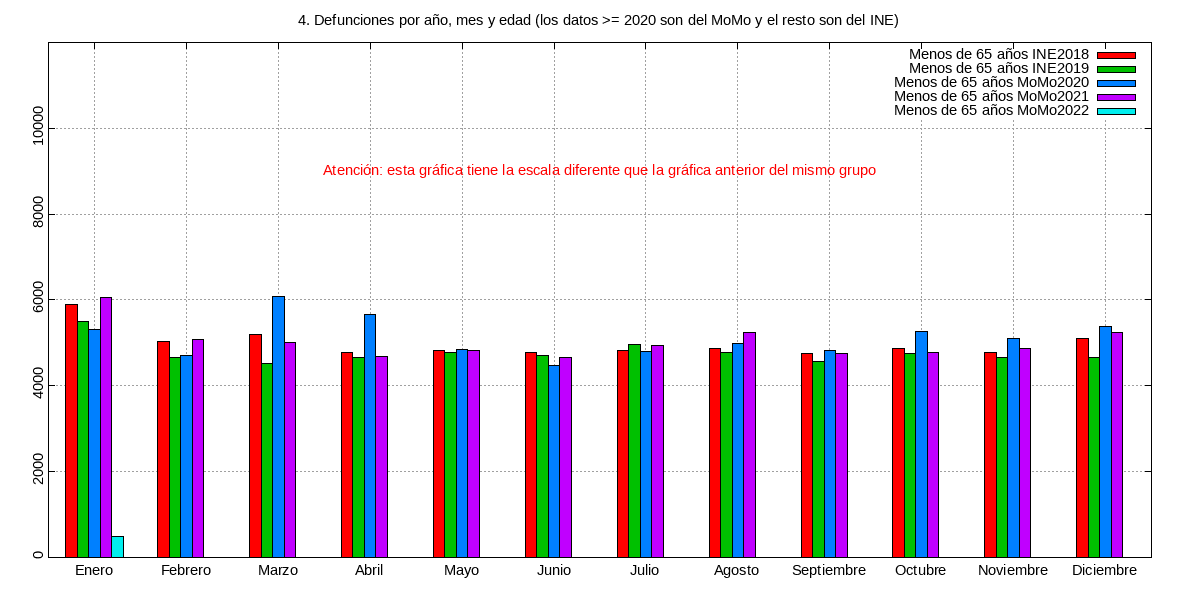 4. Defunciones por año, mes y edad (los datos >= 2020 son del MoMo y el resto son del INE)
Menos de 65 años INE2018
Menos de 65 años INE2019
Menos de 65 años MoMo2020
Menos de 65 años MoMo2021
Menos de 65 años MoMo2022
Atención: esta gráfica tiene la escala diferente que la gráfica anterior del mismo grupo
10000
8000
6000
4000
2000
0
Enero Febrero Marzo Abril Mayo Junio Julio Agosto Septiembre Octubre Noviembre Diciembre